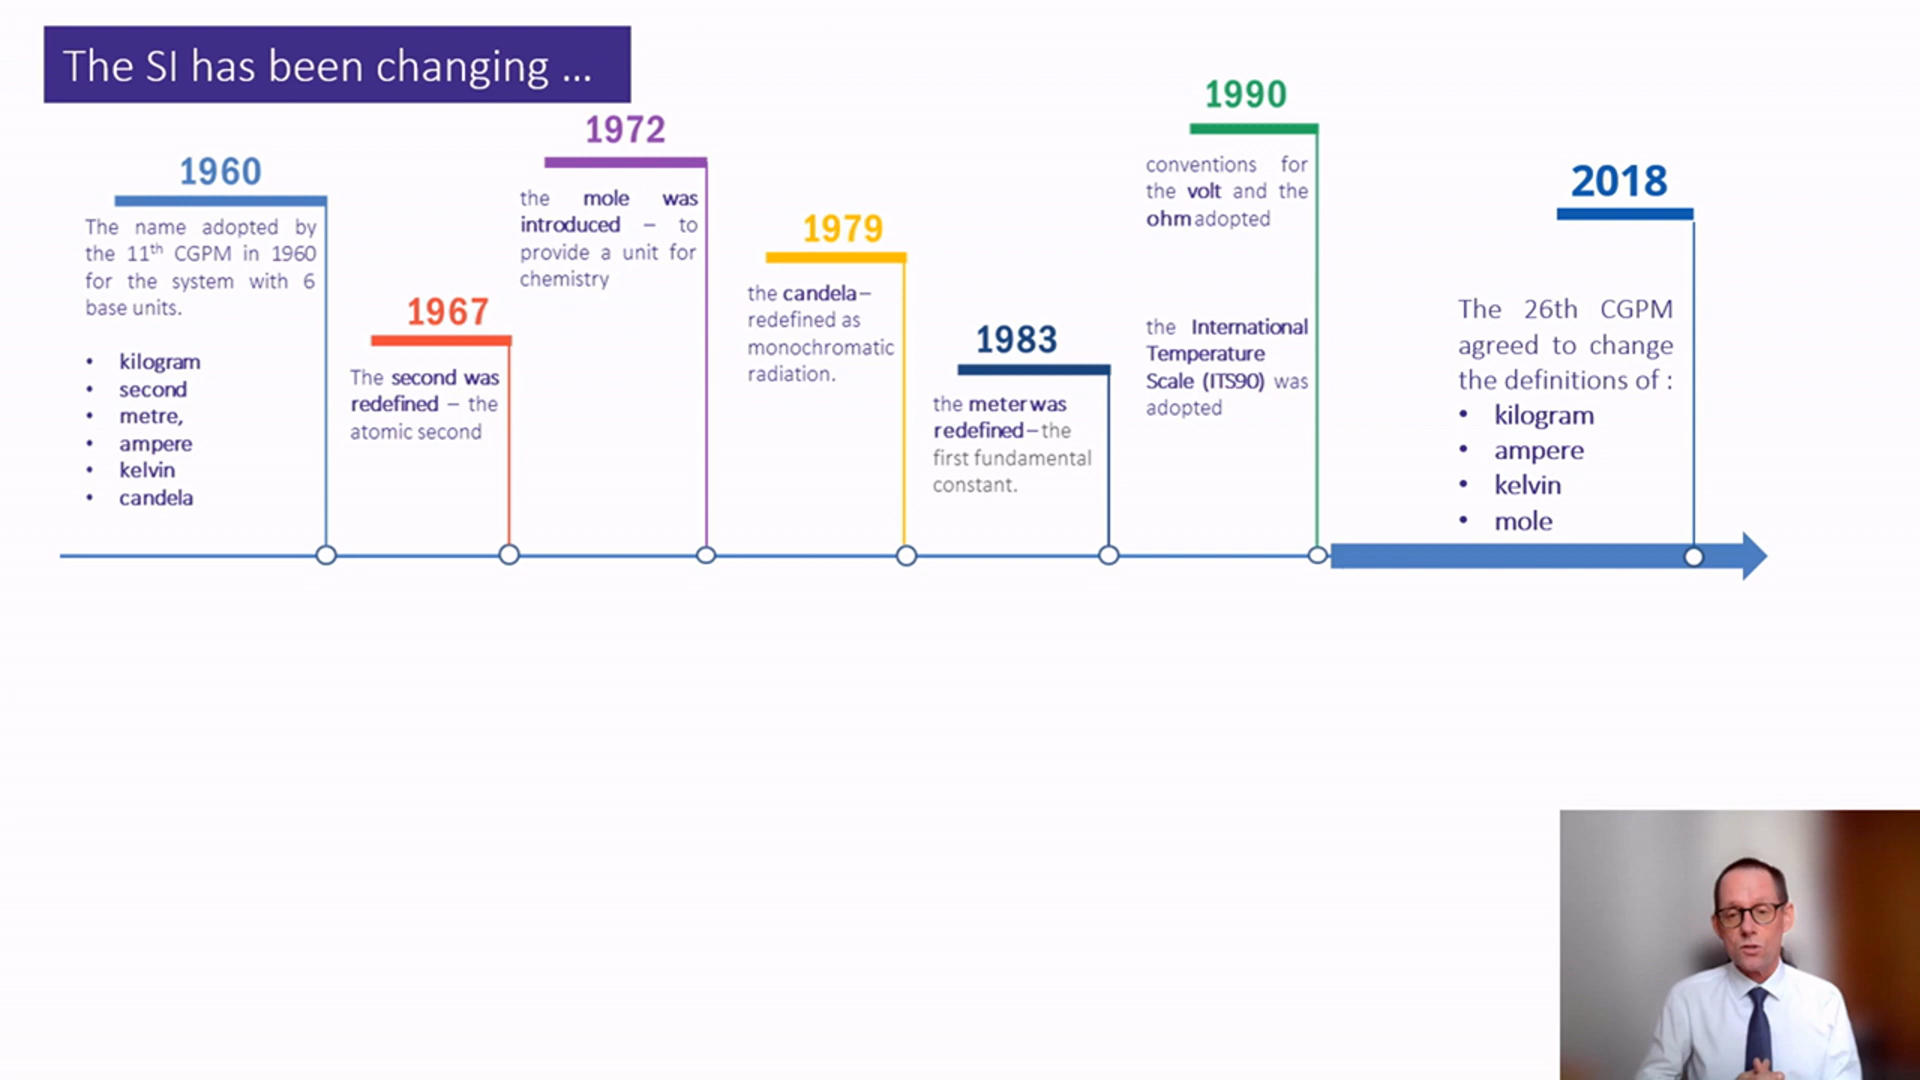 The SI has been changing ...
1960
The name adopted by
the 11th CGPM in 1960
for the system with 6
base units.
• kilogram
• second
• metre,
• ampere
• kelvin
• candela
1967
The second was
redefined – the
atomic second
1972
the mole was
introduced – to
provide a unit for
chemistry
1979
the candela –
redefined as
monochromatic
radiation.
1983
the meter was
redefined – the
first fundamental
constant.
1990
conventions for
the volt and the
ohm adopted
the International
Temperature
Scale (ITS90) was
adopted
2018
The 26th CGPM
agreed to change
the definitions of :
• kilogram
• ampere
• kelvin
• mole